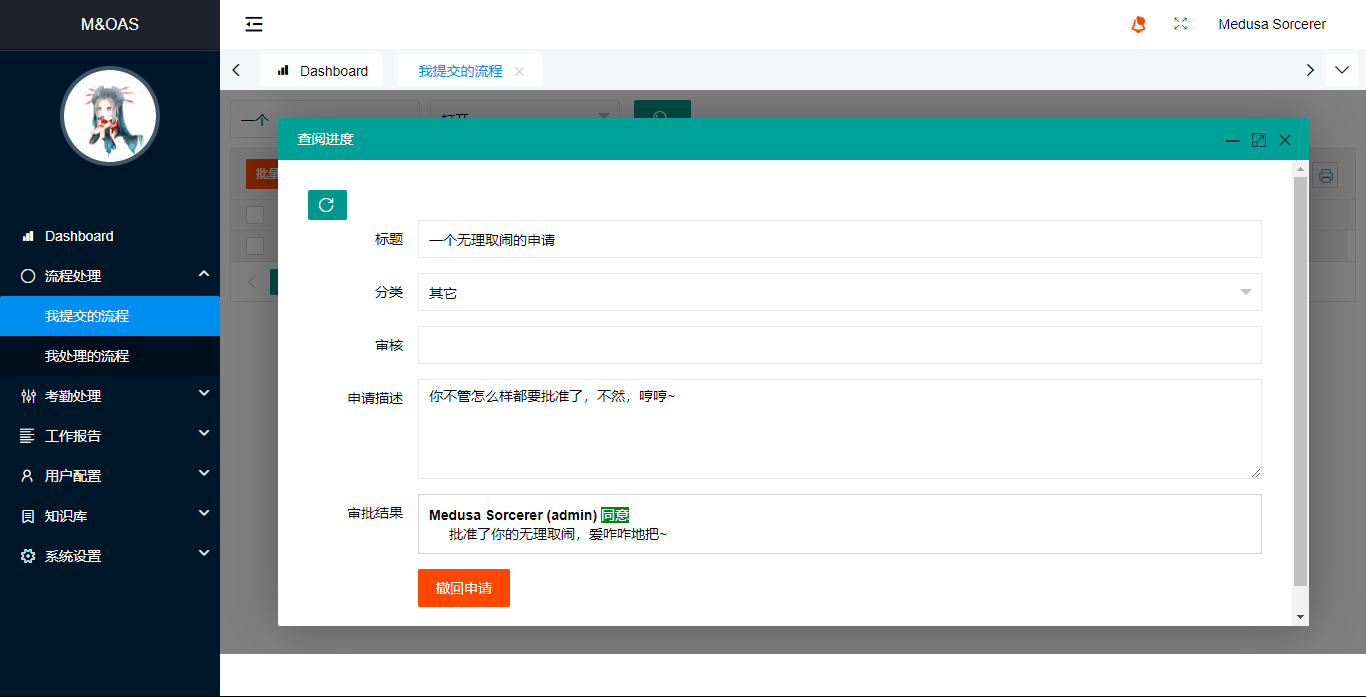 M&OAS
Medusa Sorcerer
Dashboard
我提交的流程
Dashboard
流程处理
我提交的流程
我处理的流程
考勤处理
工作报告
用户配置
知识库
系统设置
一个
打开
批量
查阅进度
标题
一个无理取闹的申请
分类
其它
审核
申请描述
你不管怎么样都要批准了，不然，哼哼~
审批结果
Medusa Sorcerer (admin) 同意
批准了你的无理取闹，爱咋咋地把~
撤回申请